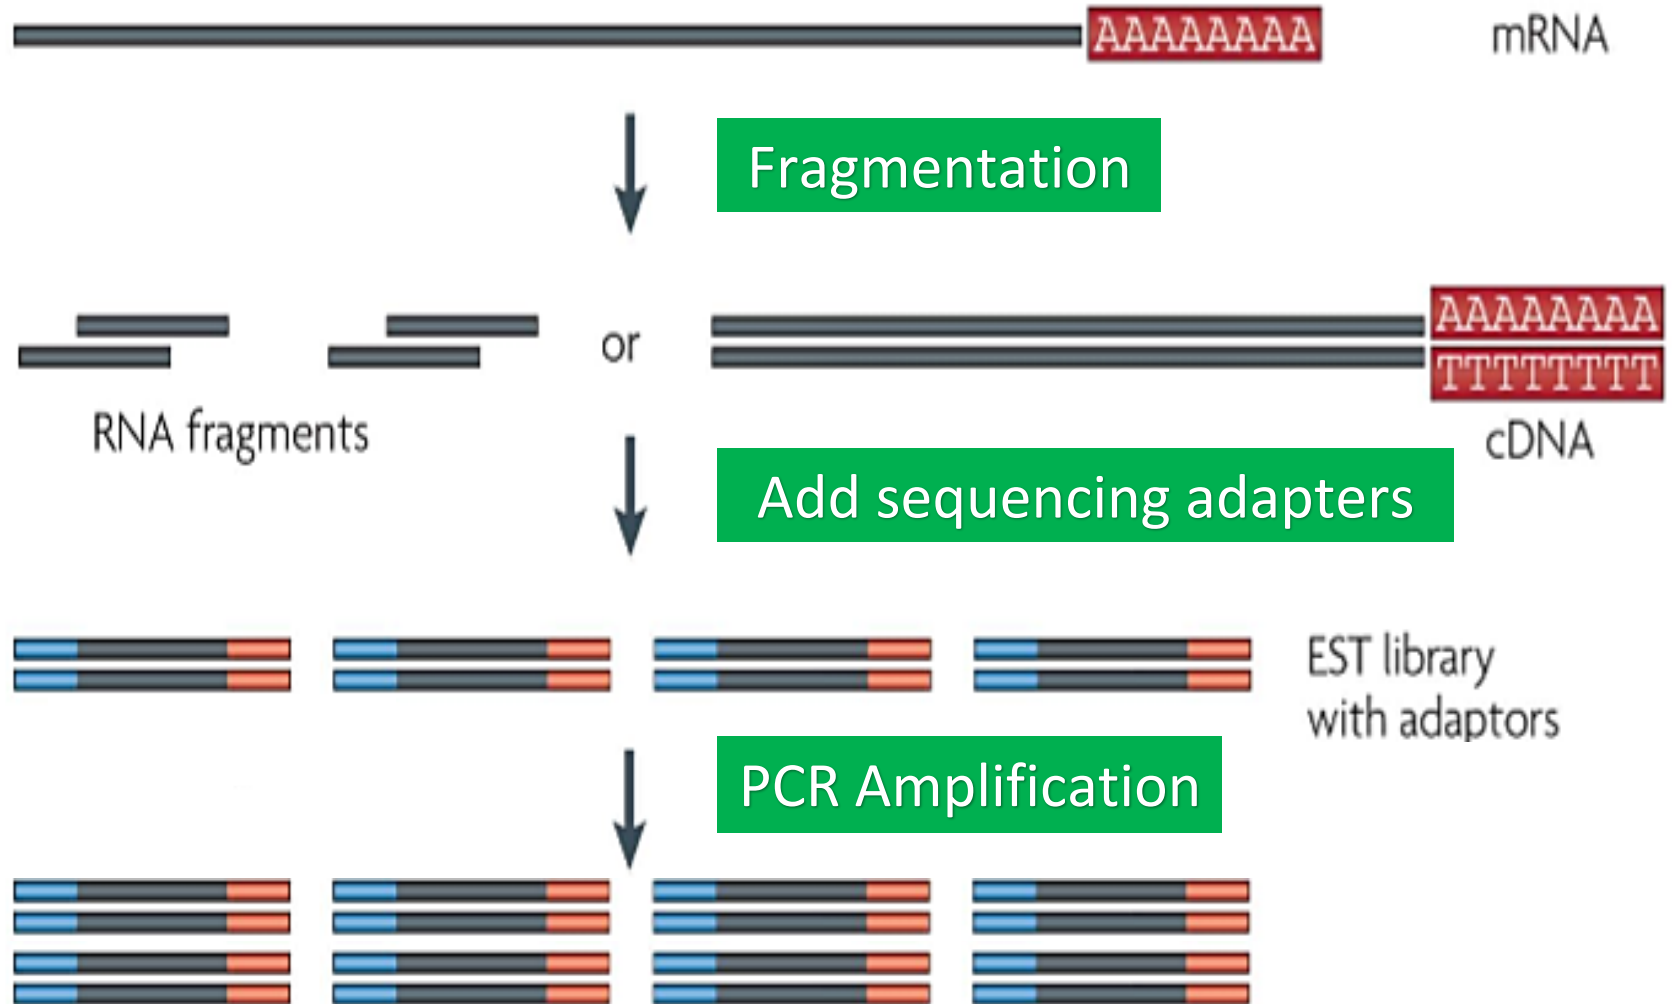 AAAAAAAA mRNA
Fragmentation
AAAAAAAA
or
TTTTTTTT
RNA fragments
cDNA
Add sequencing adapters
EST library
with adaptors
PCR Amplification